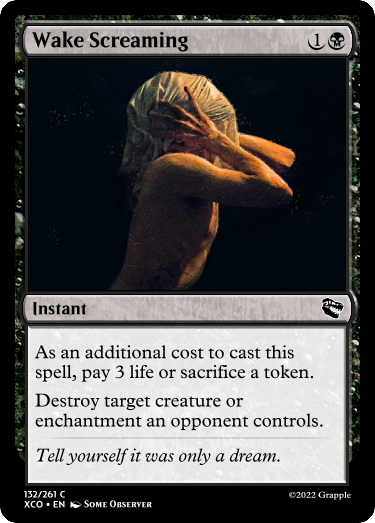 Wake Screaming 1
Instant
As an additional cost to cast this
spell, pay 3 life or sacrifice a token.
Destroy target creature or
enchantment an opponent controls.
Tell yourself it was only a dream.
132/261 C
XCO • EN Some Observer
©2022 Grapple